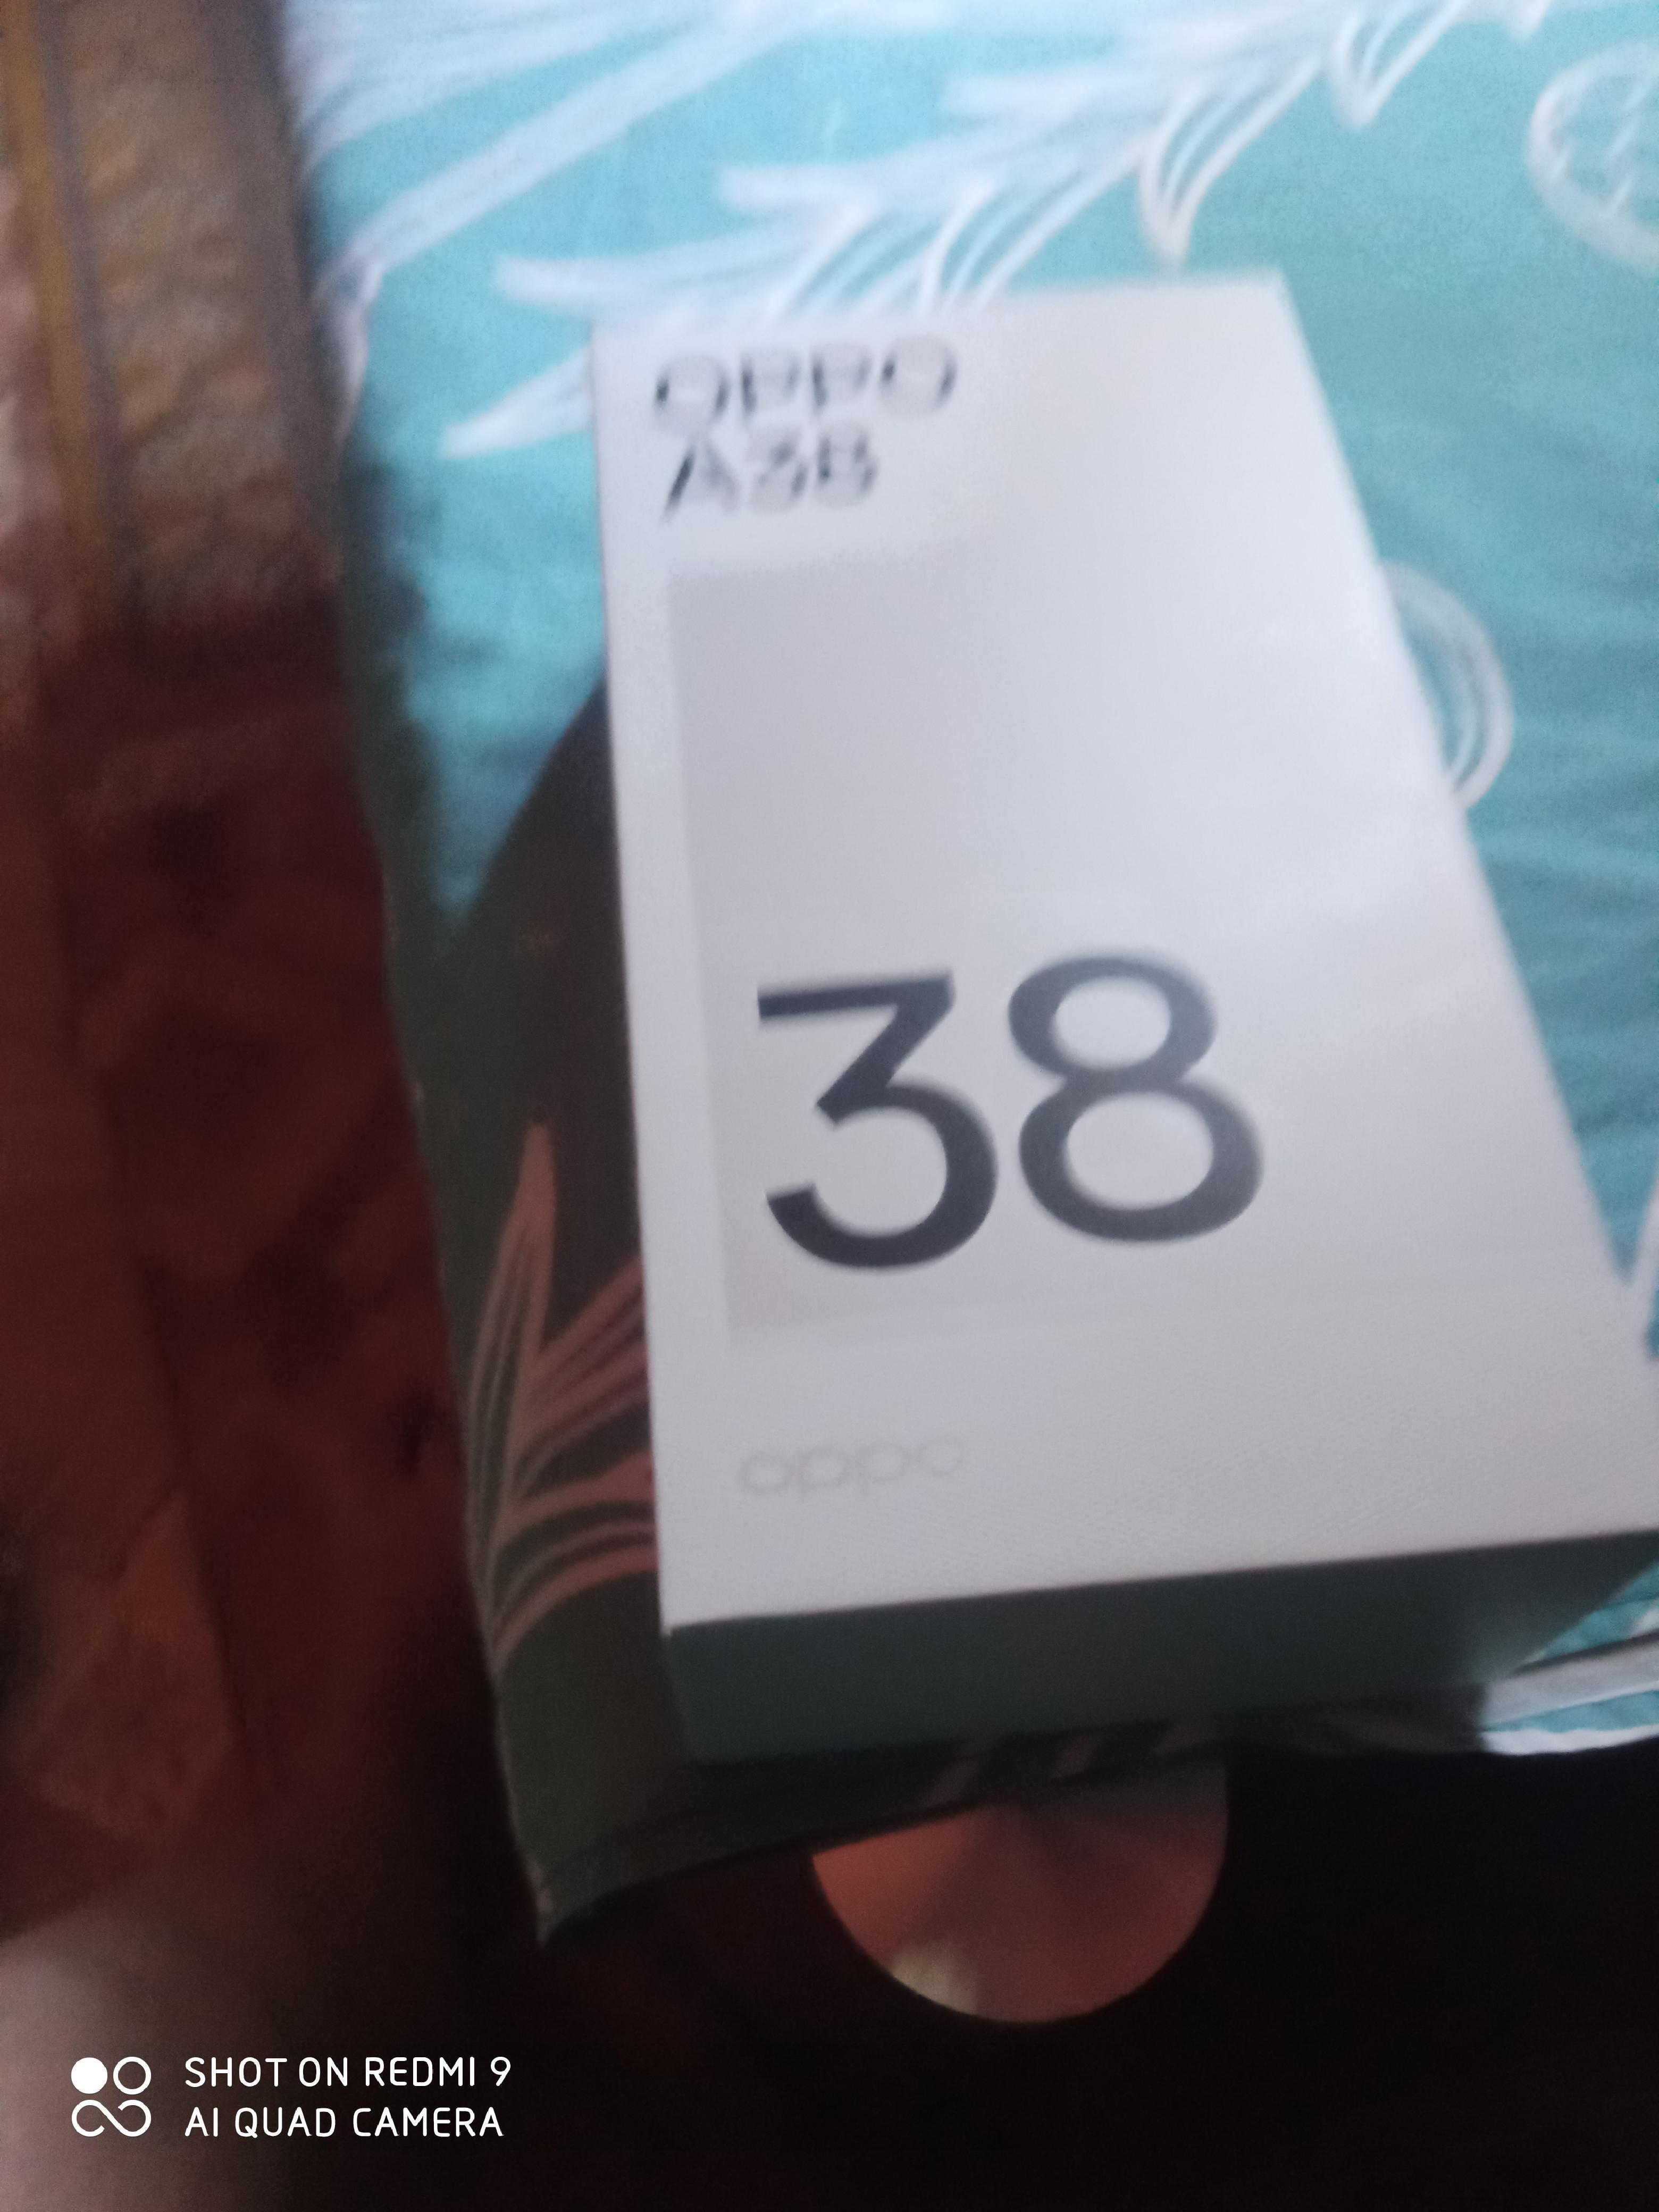 OPPO
A38
38
oppo
SHOT ON REDMI 9
AI QUAD CAMERA